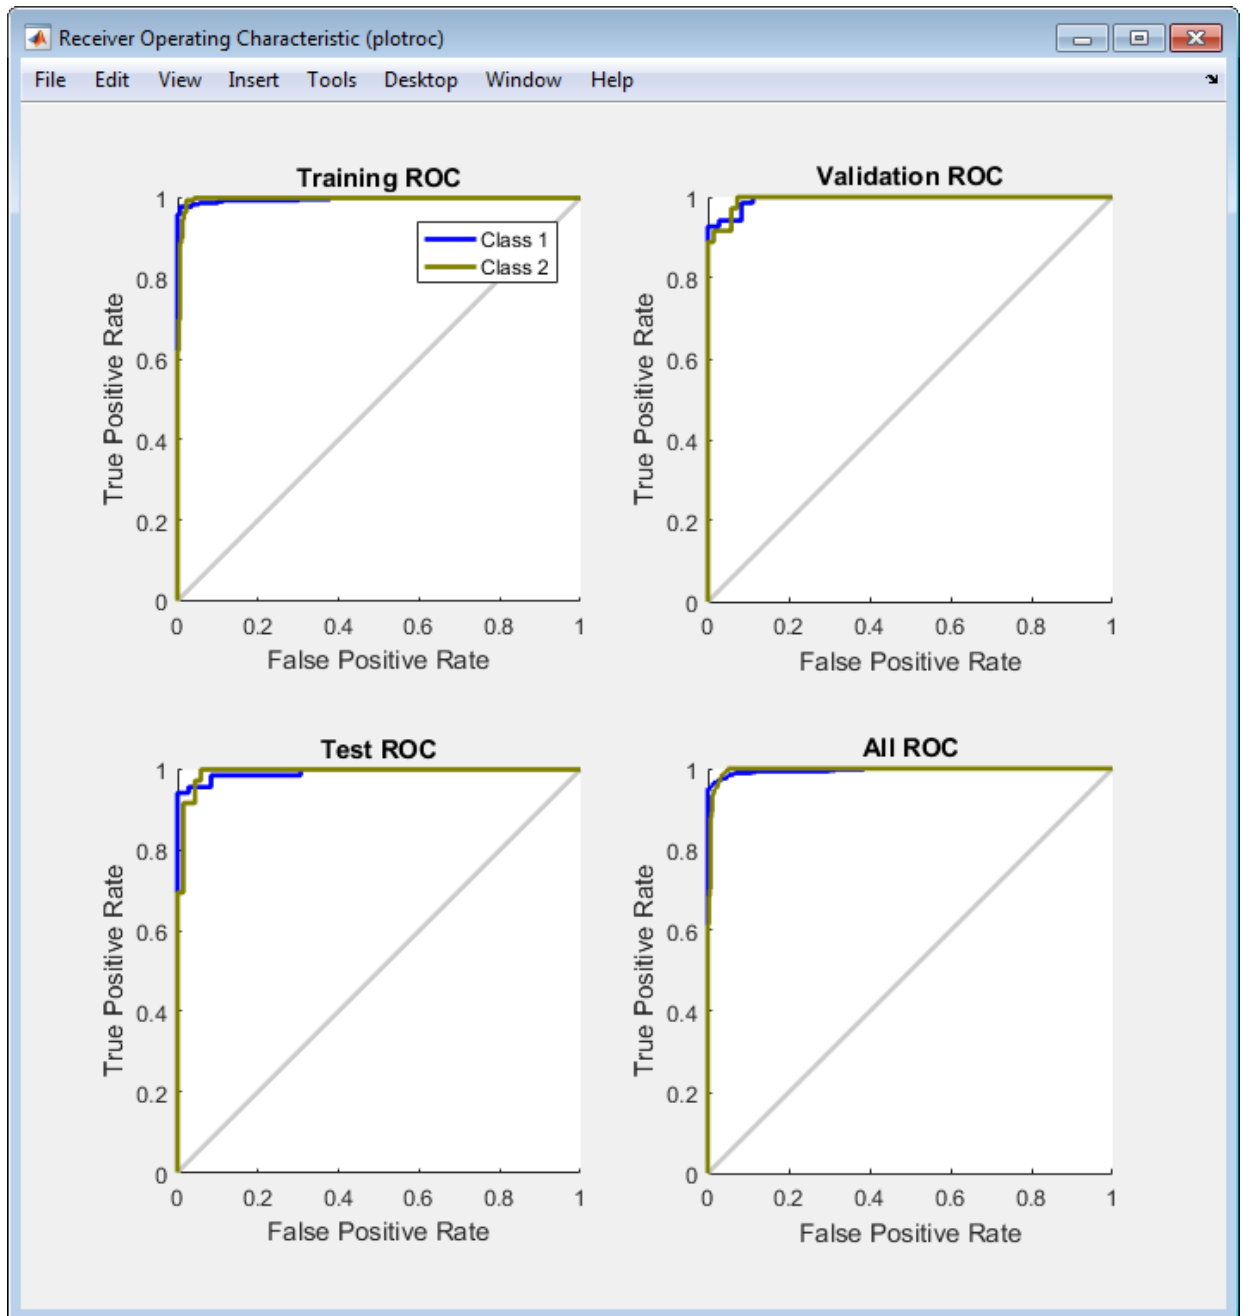 Receiver Operating Characteristic (plotroc)
File Edit View Insert Tools Desktop Window Help
Training ROC
1
0.8
0.6
0.4
0.2
0
True Positive Rate
Class 1
Class 2
0 0.2 0.4 0.6 0.8 1
False Positive Rate
Validation ROC
1
0.8
0.6
0.4
0.2
0
True Positive Rate
0 0.2 0.4 0.6 0.8 1
False Positive Rate
Test ROC
1
0.8
0.6
0.4
0.2
0
True Positive Rate
0 0.2 0.4 0.6 0.8 1
False Positive Rate
All ROC
1
0.8
0.6
0.4
0.2
0
True Positive Rate
0 0.2 0.4 0.6 0.8 1
False Positive Rate